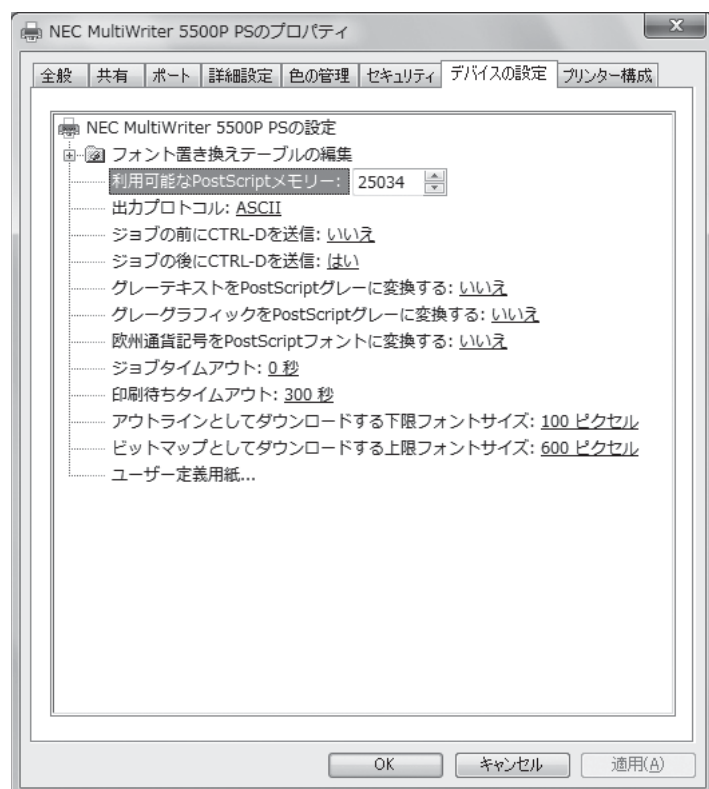 NEC MultiWriter 5500P PSのプロパティ
全般 共有 ポート 詳細設定 色の管理 セキュリティ デバイスの設定 プリンター構成
NEC MultiWriter 5500P PSの設定
フォント置き換えテーブルの編集
利用可能なPostScriptメモリー: 25034
出力プロトコル: ASCII
ジョブの前にCTRL-Dを送信: いいえ
ジョブの後にCTRL-Dを送信: はい
グレーテキストをPostScriptグレーに変換する: いいえ
グレーグラフィックをPostScriptグレーに変換する: いいえ
欧州通貨記号をPostScriptフォントに変換する: いいえ
ジョブタイムアウト: 0 秒
印刷待ちタイムアウト: 300 秒
アウトラインとしてダウンロードする下限フォントサイズ: 100 ピクセル
ビットマップとしてダウンロードする上限フォントサイズ: 600 ピクセル
ユーザー定義用紙...
OK キャンセル 適用(A)